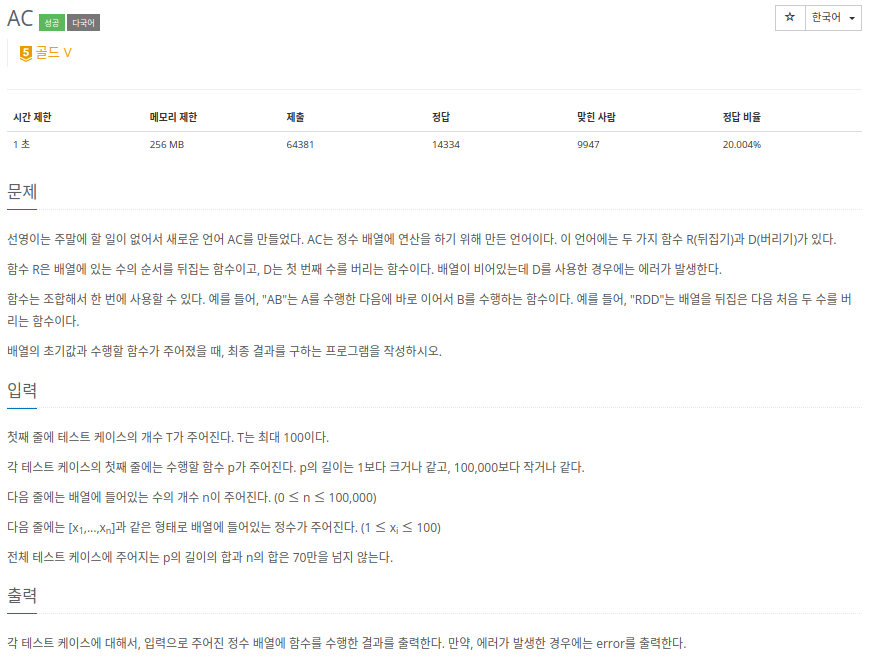 AC 성공 다국어
☆ 한국어
5 골드 V
시간 제한 메모리 제한 제출 정답 맞힌 사람 정답 비율
1 초 256 MB 64381 14334 9947 20.004%
문제
선영이는 주말에 할 일이 없어서 새로운 언어 AC를 만들었다. AC는 정수 배열에 연산을 하기 위해 만든 언어이다. 이 언어에는 두 가지 함수 R(뒤집기)과 D(버리기)가 있다.
함수 R은 배열에 있는 수의 순서를 뒤집는 함수이고, D는 첫 번째 수를 버리는 함수이다. 배열이 비어있는데 D를 사용한 경우에는 에러가 발생한다.
함수는 조합해서 한 번에 사용할 수 있다. 예를 들어, "AB"는 A를 수행한 다음에 바로 이어서 B를 수행하는 함수이다. 예를 들어, "RDD"는 배열을 뒤집은 다음 처음 두 수를 버
리는 함수이다.
배열의 초기값과 수행할 함수가 주어졌을 때, 최종 결과를 구하는 프로그램을 작성하시오.
입력
첫째 줄에 테스트 케이스의 개수 T가 주어진다. T는 최대 100이다.
각 테스트 케이스의 첫째 줄에는 수행할 함수 p가 주어진다. p의 길이는 1보다 크거나 같고, 100,000보다 작거나 같다.
다음 줄에는 배열에 들어있는 수의 개수 n이 주어진다. (0 ≤ n ≤ 100,000)
다음 줄에는 [x1,...,xn]과 같은 형태로 배열에 들어있는 정수가 주어진다. (1 ≤ xi ≤ 100)
전체 테스트 케이스에 주어지는 p의 길이의 합과 n의 합은 70만을 넘지 않는다.
출력
각 테스트 케이스에 대해서, 입력으로 주어진 정수 배열에 함수를 수행한 결과를 출력한다. 만약, 에러가 발생한 경우에는 error를 출력한다.